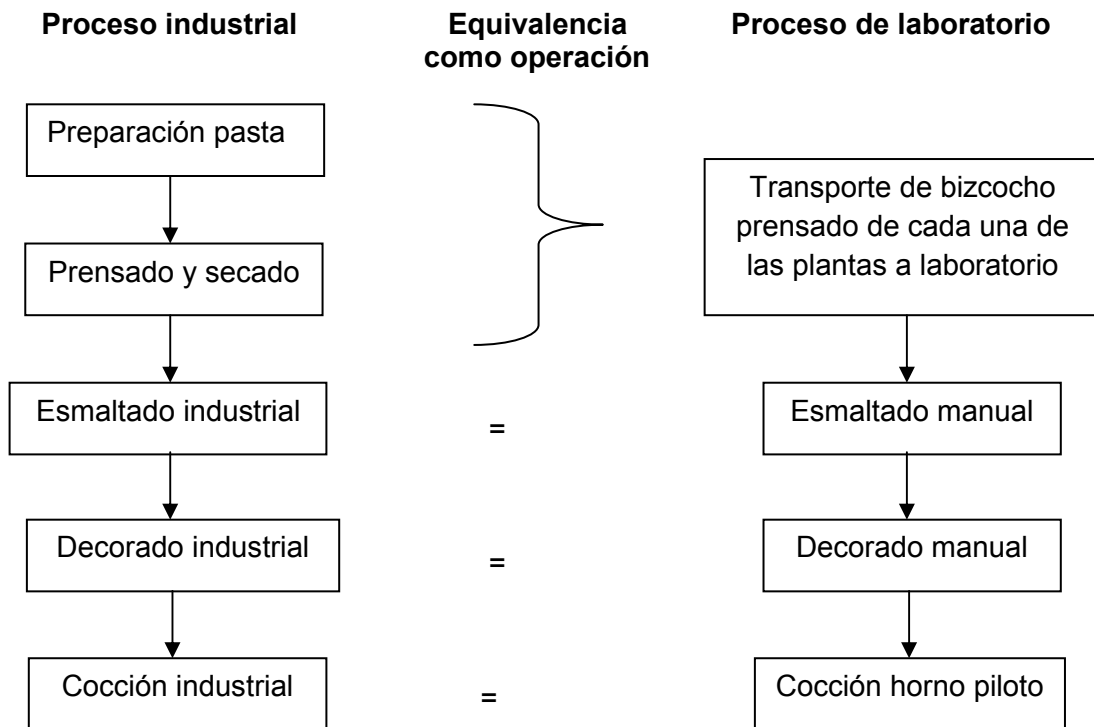 Proceso industrial
Equivalencia
como operación
Proceso de laboratorio
Preparación pasta
Transporte de bizcocho
prensado de cada una de
las plantas a laboratorio
Prensado y secado
Esmaltado industrial
=
Esmaltado manual
Decorado industrial
=
Decorado manual
Cocción industrial
=
Cocción horno piloto